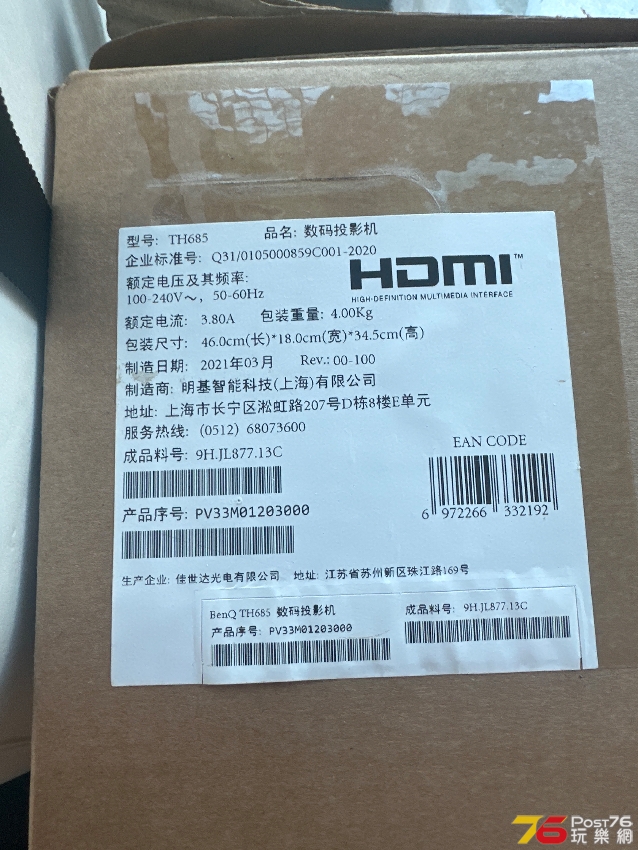 型号: TH685 品名: 数码投影机
企业标准号: Q31/0105000859C001-2020
HDMI™
HIGH-DEFINITION MULTIMEDIA INTERFACE
额定电压及其频率:
100-240V～, 50-60Hz
额定电流: 3.80A 包装重量: 4.00Kg
包装尺寸: 46.0cm(长)*18.0cm(宽)*34.5cm(高)
制造日期: 2021年03月 Rev.: 00-100
制造商: 明基智能科技(上海)有限公司
地址: 上海市长宁区淞虹路207号D栋8楼E单元
服务热线: (0512) 68073600
成品料号: 9H.JL877.13C
EAN CODE
6 972266 332192
产品序号: PV33M01203000
生产企业: 佳世达光电有限公司 地址: 江苏省苏州新区珠江路169号
BenQ TH685 数码投影机 成品料号: 9H.JL877.13C
产品序号: PV33M01203000
76 Post76
玩樂網